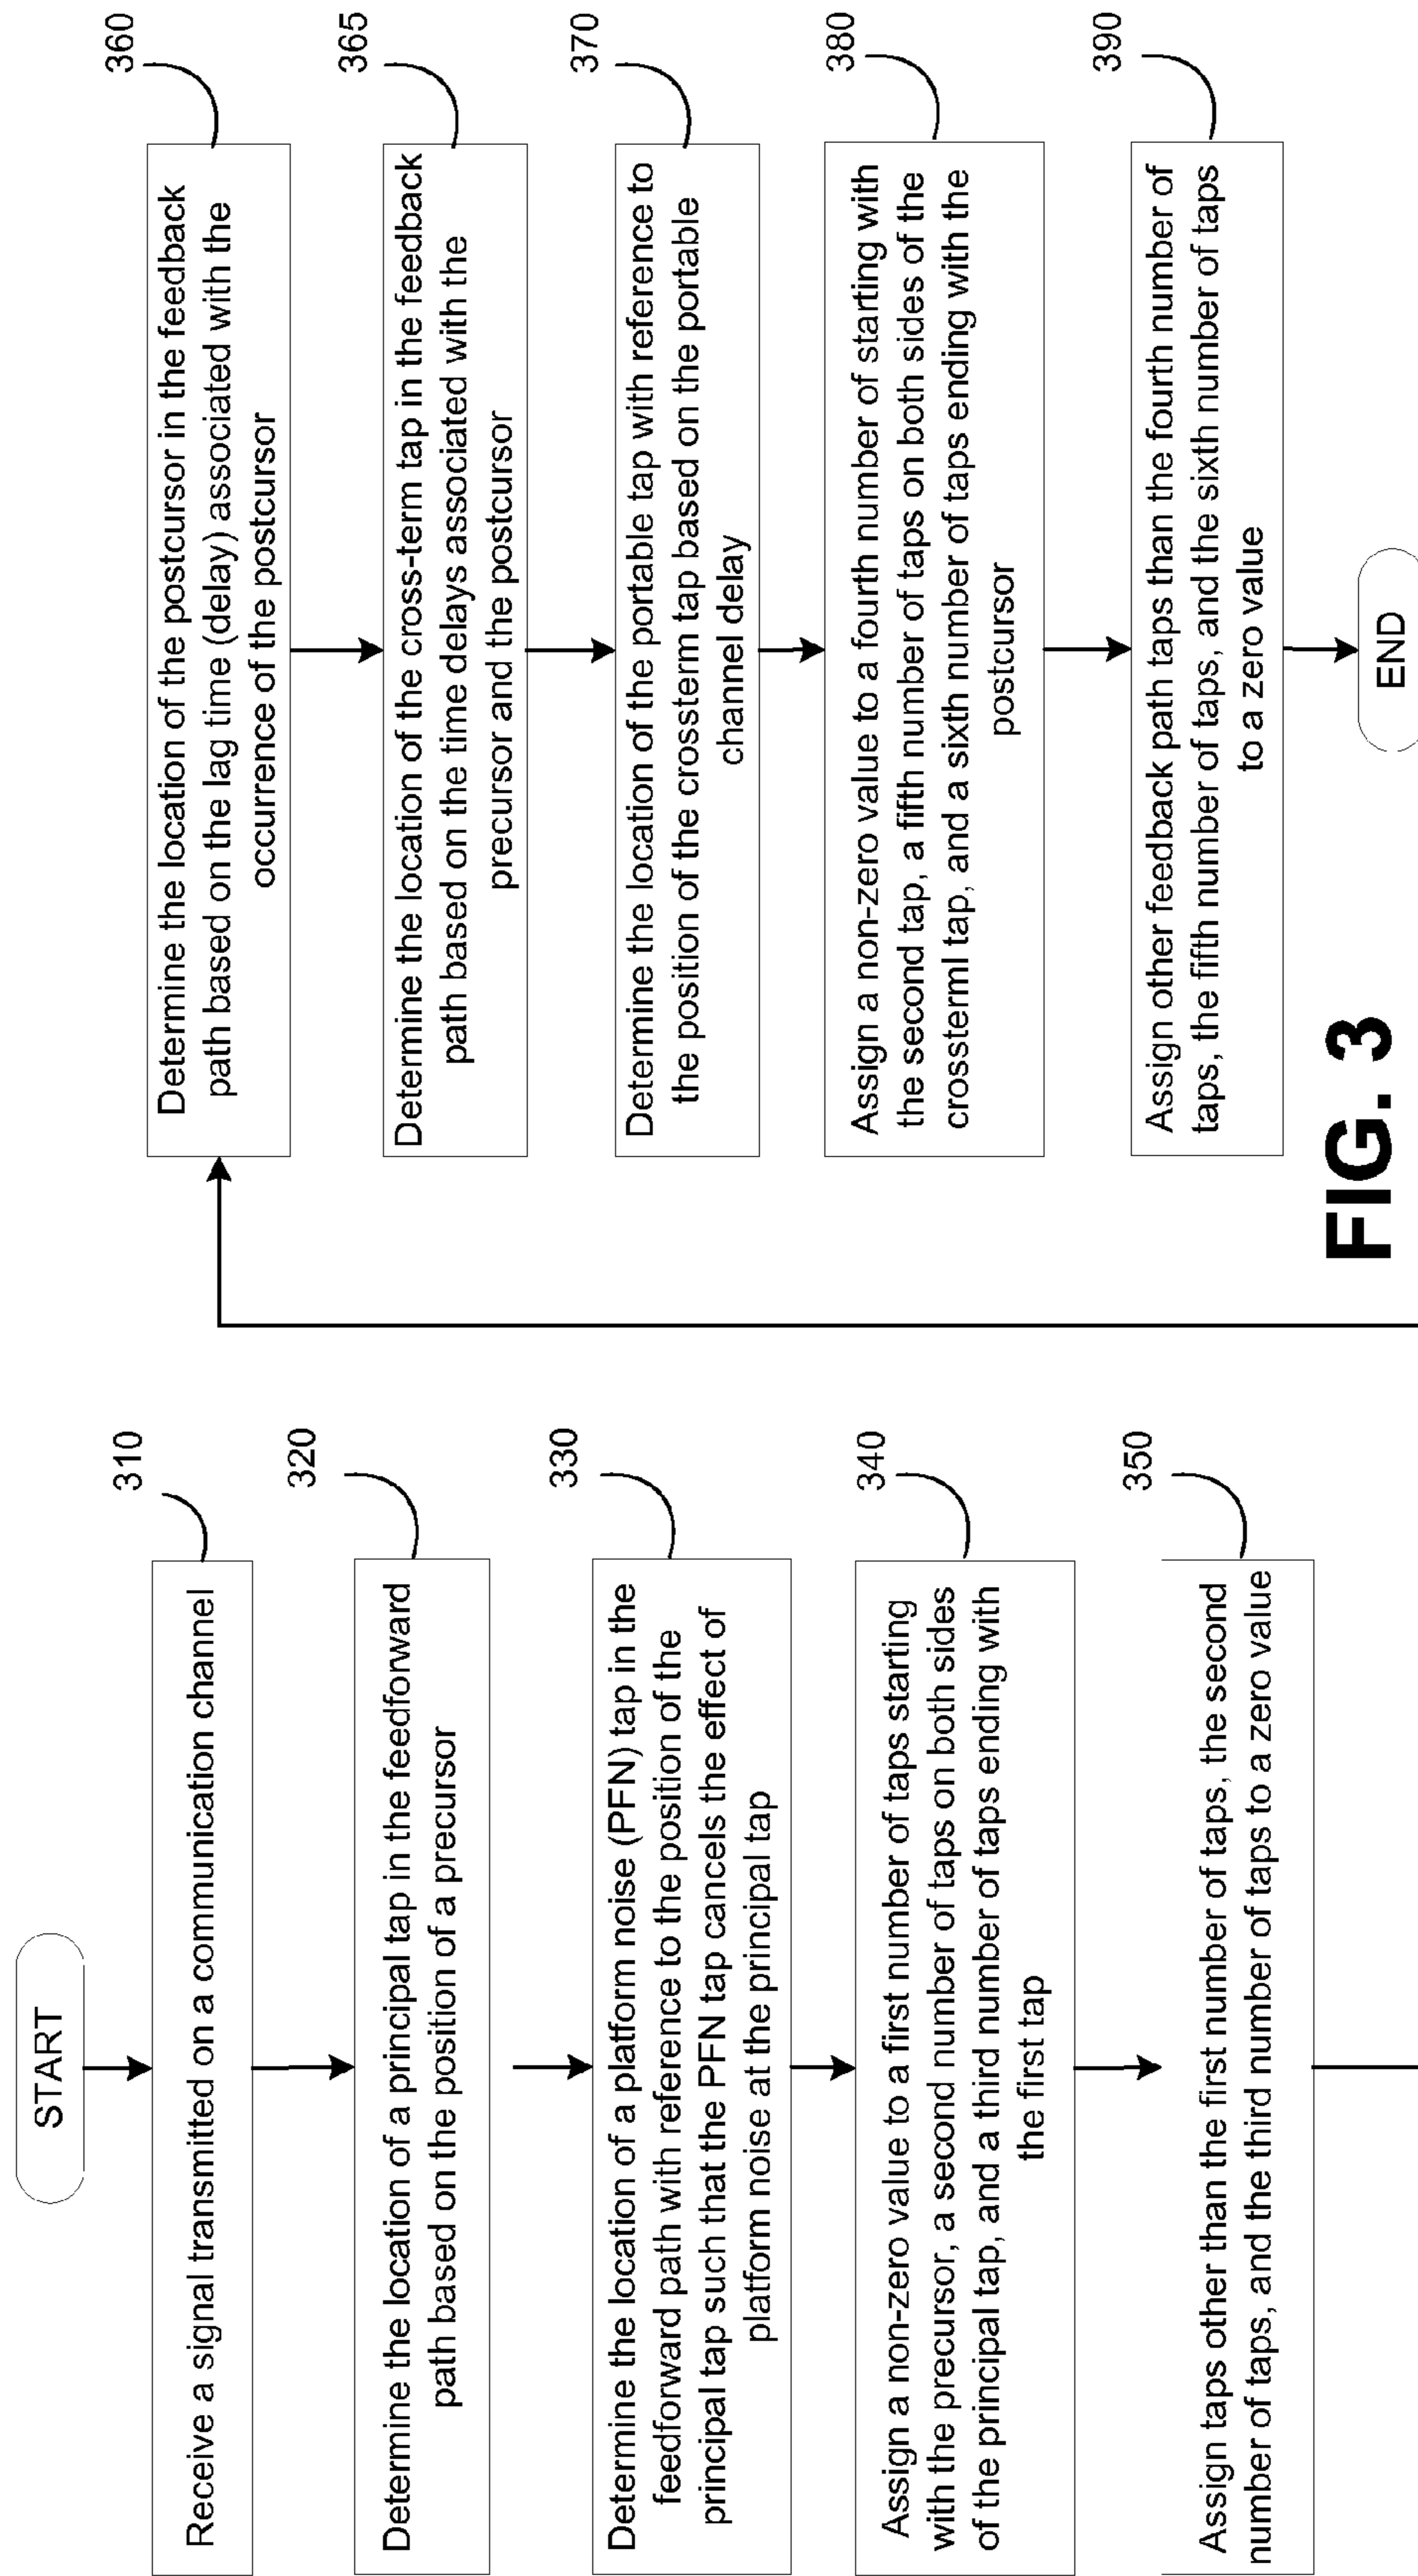 START
310
Receive a signal transmitted on a communication channel
320
Determine the location of a principal tap in the feedforward
path based on the position of a precursor
330
Determine the location of a platform noise (PFN) tap in the
feedforward path with reference to the position of the
principal tap such that the PFN tap cancels the effect of
platform noise at the principal tap
340
Assign a non-zero value to a first number of taps starting
with the precursor, a second number of taps on both sides
of the principal tap, and a third number of taps ending with
the first tap
350
Assign taps other than the first number of taps, the second
number of taps, and the third number of taps to a zero value
360
Determine the location of the postcursor in the feedback
path based on the lag time (delay) associated with the
occurrence of the postcursor
365
Determine the location of the cross-term tap in the feedback
path based on the time delays associated with the
precursor and the postcursor
370
Determine the location of the portable tap with reference to
the position of the crossterm tap based on the portable
channel delay
380
Assign a non-zero value to a fourth number of starting with
the second tap, a fifth number of taps on both sides of the
crossterml tap, and a sixth number of taps ending with the
postcursor
390
Assign other feedback path taps than the fourth number of
taps, the fifth number of taps, and the sixth number of taps
to a zero value
END
FIG. 3